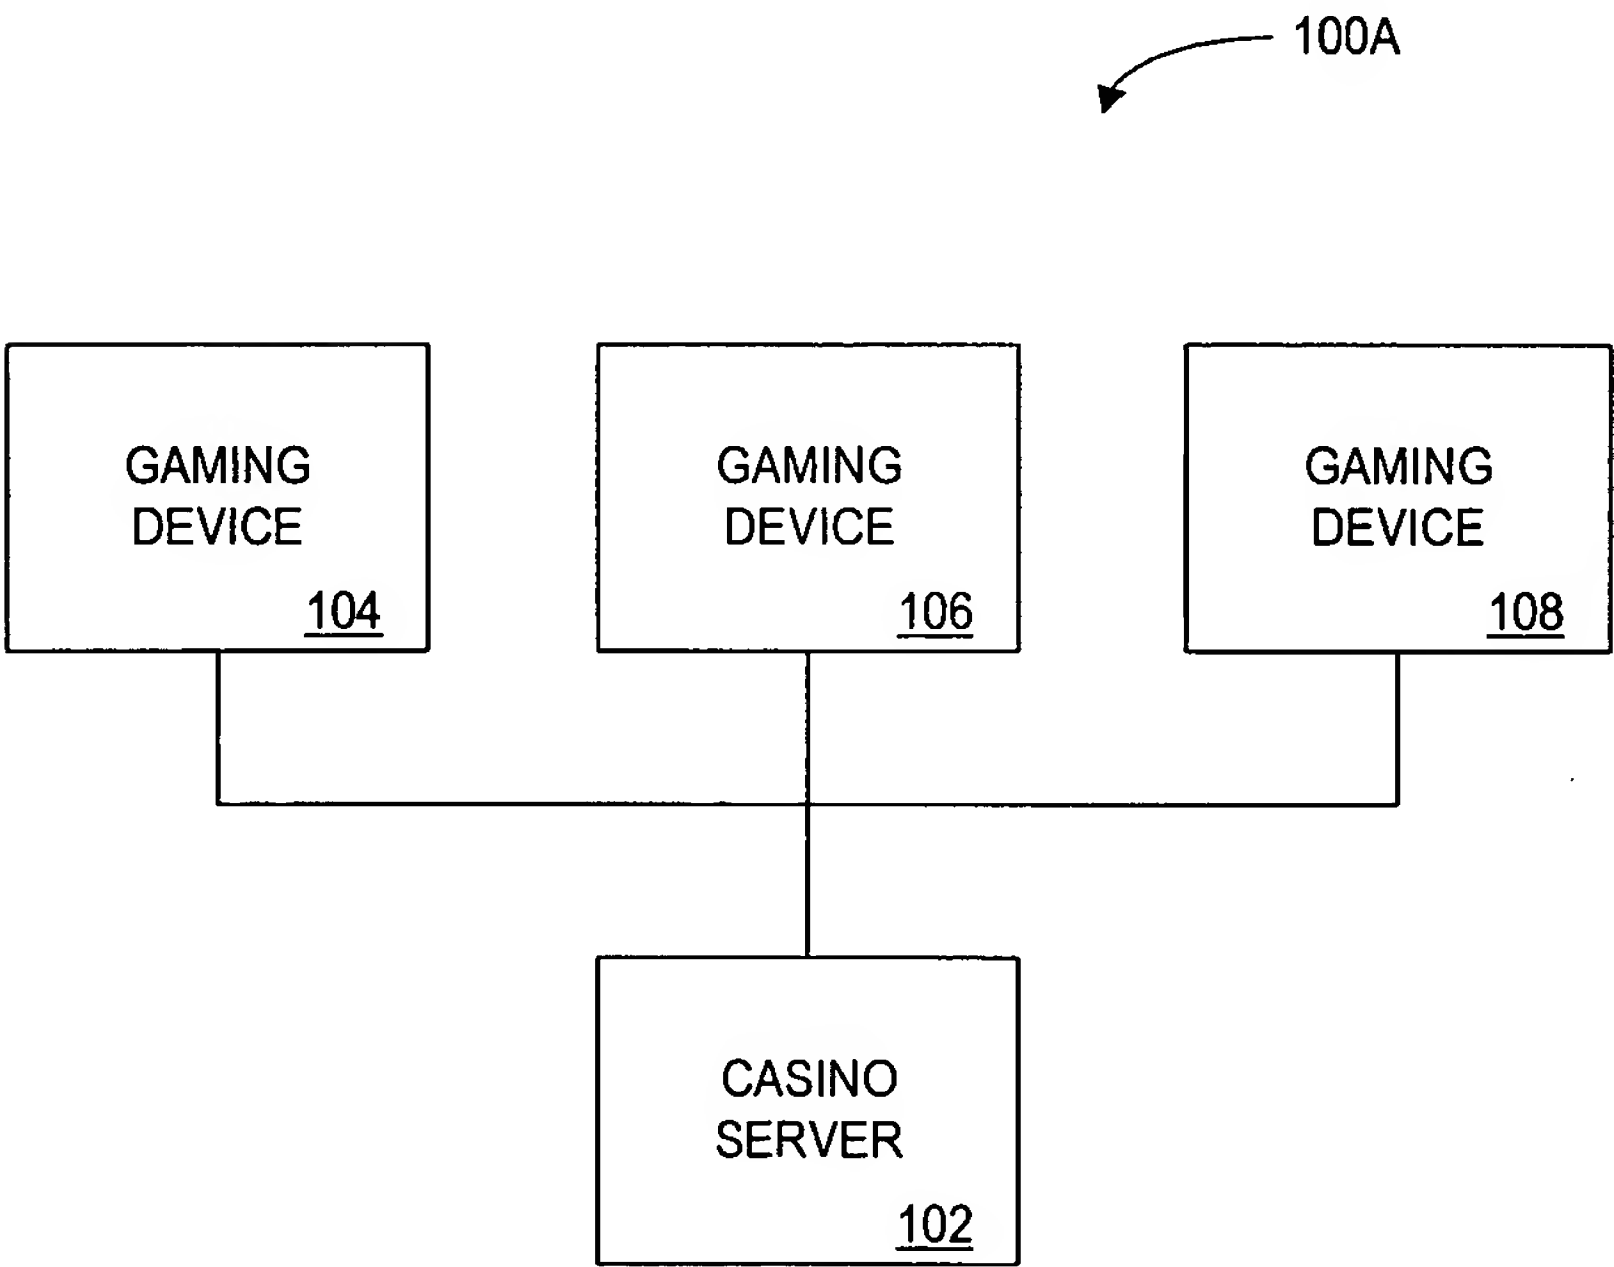 100A
GAMING
DEVICE
104
GAMING
DEVICE
106
GAMING
DEVICE
108
CASINO
SERVER
102